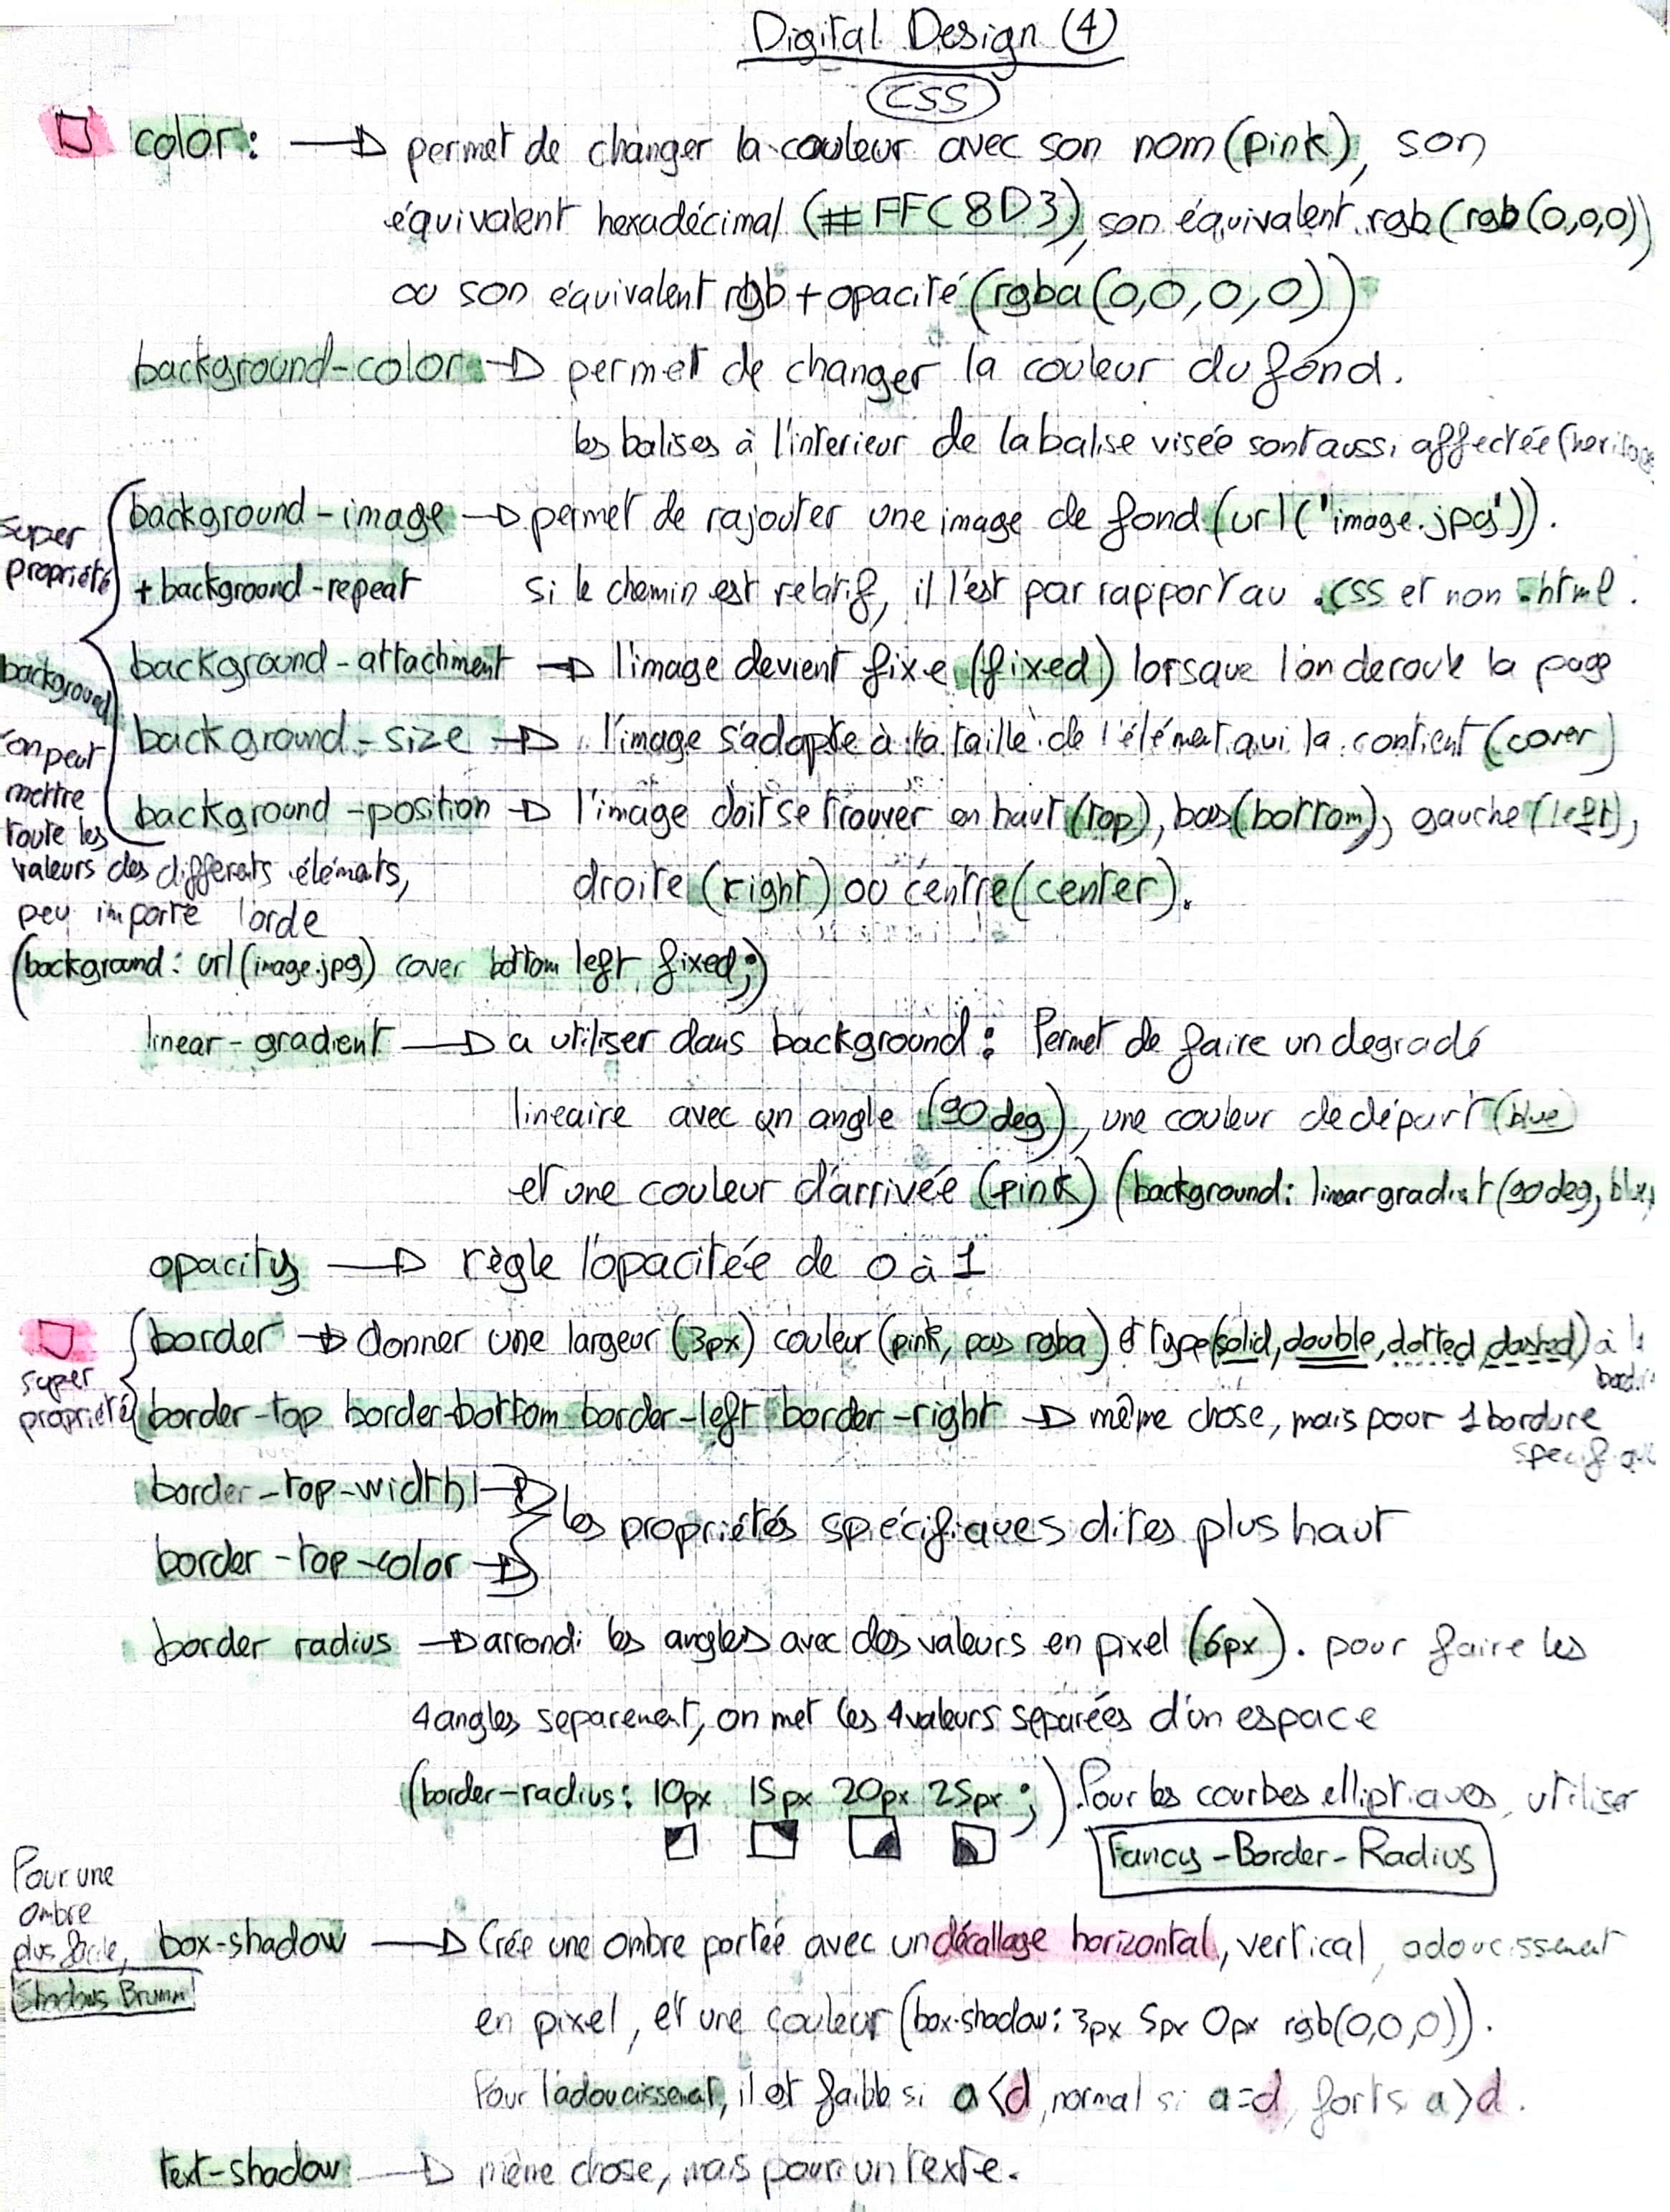 Digital Design (4)
CSS
color: → permet de changer la couleur avec son nom (pink), son
équivalent hexadécimal (#FFC8D3), son équivalent rgb (rgb(0,0,0))
ou son équivalent rgb + opacité (rgba(0,0,0,0))
background-color → permet de changer la couleur du fond.
les balises à l'interieur de la balise visée sont aussi affectée (heritage
background-image → permet de rajouter une image de fond (url('image.jpg')).
+ background-repeat si le chemin est relatif, il l'est par rapport au .css et non .html.
background-attachment → l'image devient fixe (fixed) lorsque l'on deroule la page
background-size → l'image s'adapte à la taille de l'élément qui la contient (cover)
background-position → l'image doit se trouver en haut (top), bas (bottom), gauche (left),
droite (right) ou centre (center).
super
propriété
background
on peut
mettre
toute les
valeurs des differents éléments,
peu importe l'orde
(background: url(image.jpg) cover bottom left fixed;)
linear-gradient → a utiliser dans background: Permet de faire un degradé
lineaire avec un angle (90deg), une couleur de départ (blue)
et une couleur d'arrivée (pink) (background: linear gradient (90deg, blue,
opacity → règle l'opacitée de 0 à 1
super
propriété
border → donner une largeur (3px) couleur (pink, pas rgba) et type (solid, double, dotted, dashed) à la
border-top border-bottom border-left border-right → même chose, mais pour 1 bordure
specifique
border-top-width → les propriétés spécifiques dites plus haut
border-top-color →
border radius → arrondi les angles avec des valeurs en pixel (6px). pour faire les
4 angles separement, on met les 4 valeurs séparées d'un espace
(border-radius: 10px 15px 20px 25px;). Pour les courbes elliptiques, utiliser
Fancy-Border-Radius
Pour une
ombre
plus facile,
Shadows Brumm
box-shadow → Crée une ombre portée avec un décallage horizontal, vertical, adoucissement
en pixel, et une couleur (box-shadow: 3px 5px 0px rgb(0,0,0)).
Pour l'adoucissement, il est faible si a<d, normal si a=d, fort si a>d.
text-shadow → même chose, mais pour un texte.